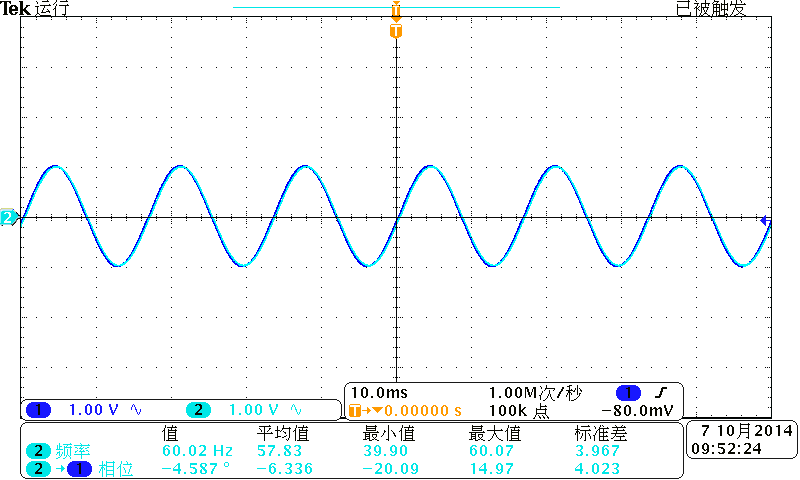 Tek 运行 已被触发
T
T
2
1 1.00 V 2 1.00 V
10.0ms 1.00M次/秒 1
T→▼0.00000 s 100k 点 −80.0mV
值 平均值 最小值 最大值 标准差
2 频率 60.02 Hz 57.83 39.90 60.07 3.967
2→1 相位 −4.587 ° −6.336 −20.09 14.97 4.023
7 10月 2014
09:52:24